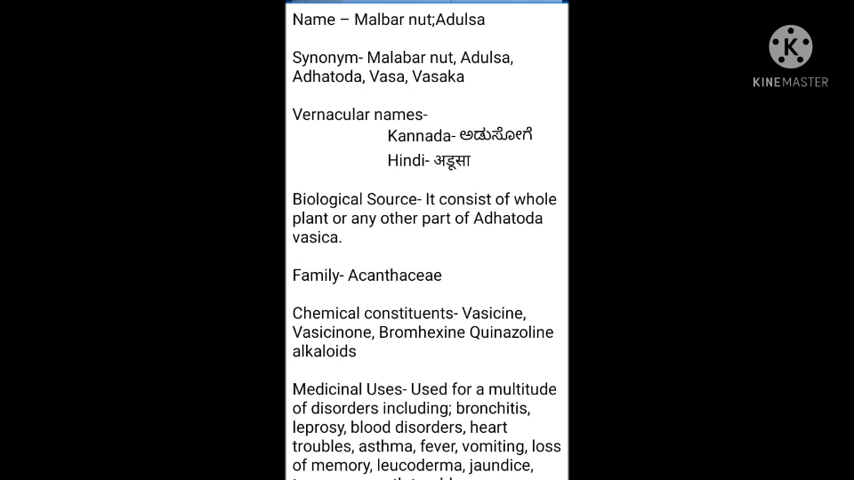 Name – Malbar nut;Adulsa
Synonym- Malabar nut, Adulsa,
Adhatoda, Vasa, Vasaka
Vernacular names-
Kannada- ಅಡುಸೋಗೆ
Hindi- अडूसा
Biological Source- It consist of whole
plant or any other part of Adhatoda
vasica.
Family- Acanthaceae
Chemical constituents- Vasicine,
Vasicinone, Bromhexine Quinazoline
alkaloids
Medicinal Uses- Used for a multitude
of disorders including; bronchitis,
leprosy, blood disorders, heart
troubles, asthma, fever, vomiting, loss
of memory, leucoderma, jaundice,
K
KINEMASTER